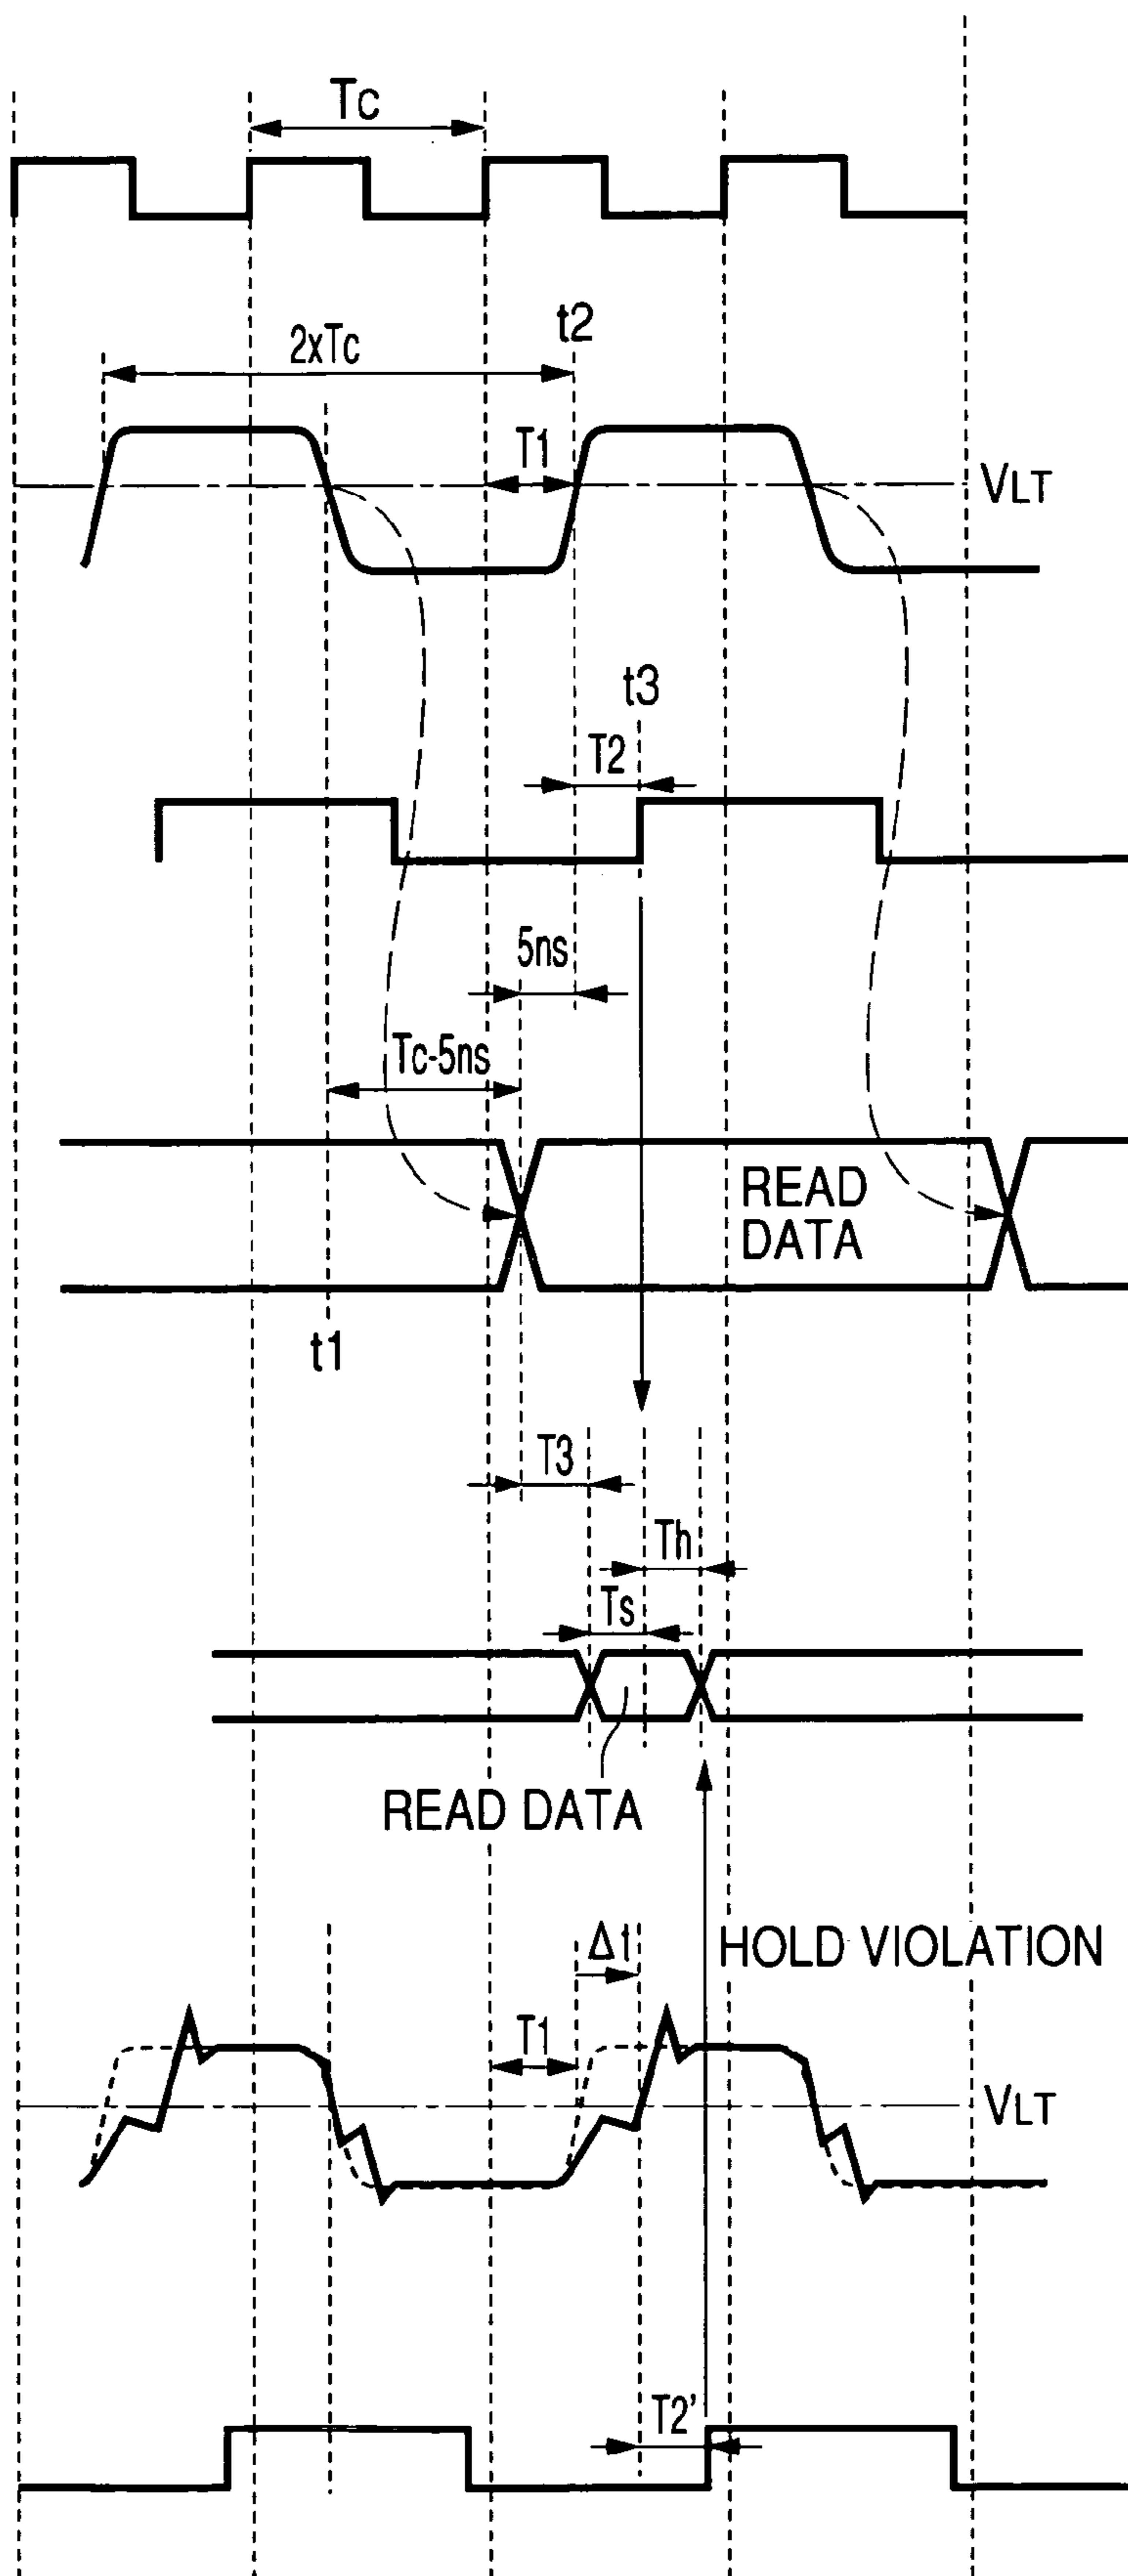 Tc
t2
2xTc
T1
VLT
t3
T2
5ns
Tc-5ns
READ
DATA
t1
T3
Th
Ts
READ DATA
Δt
HOLD VIOLATION
T1
VLT
T2'